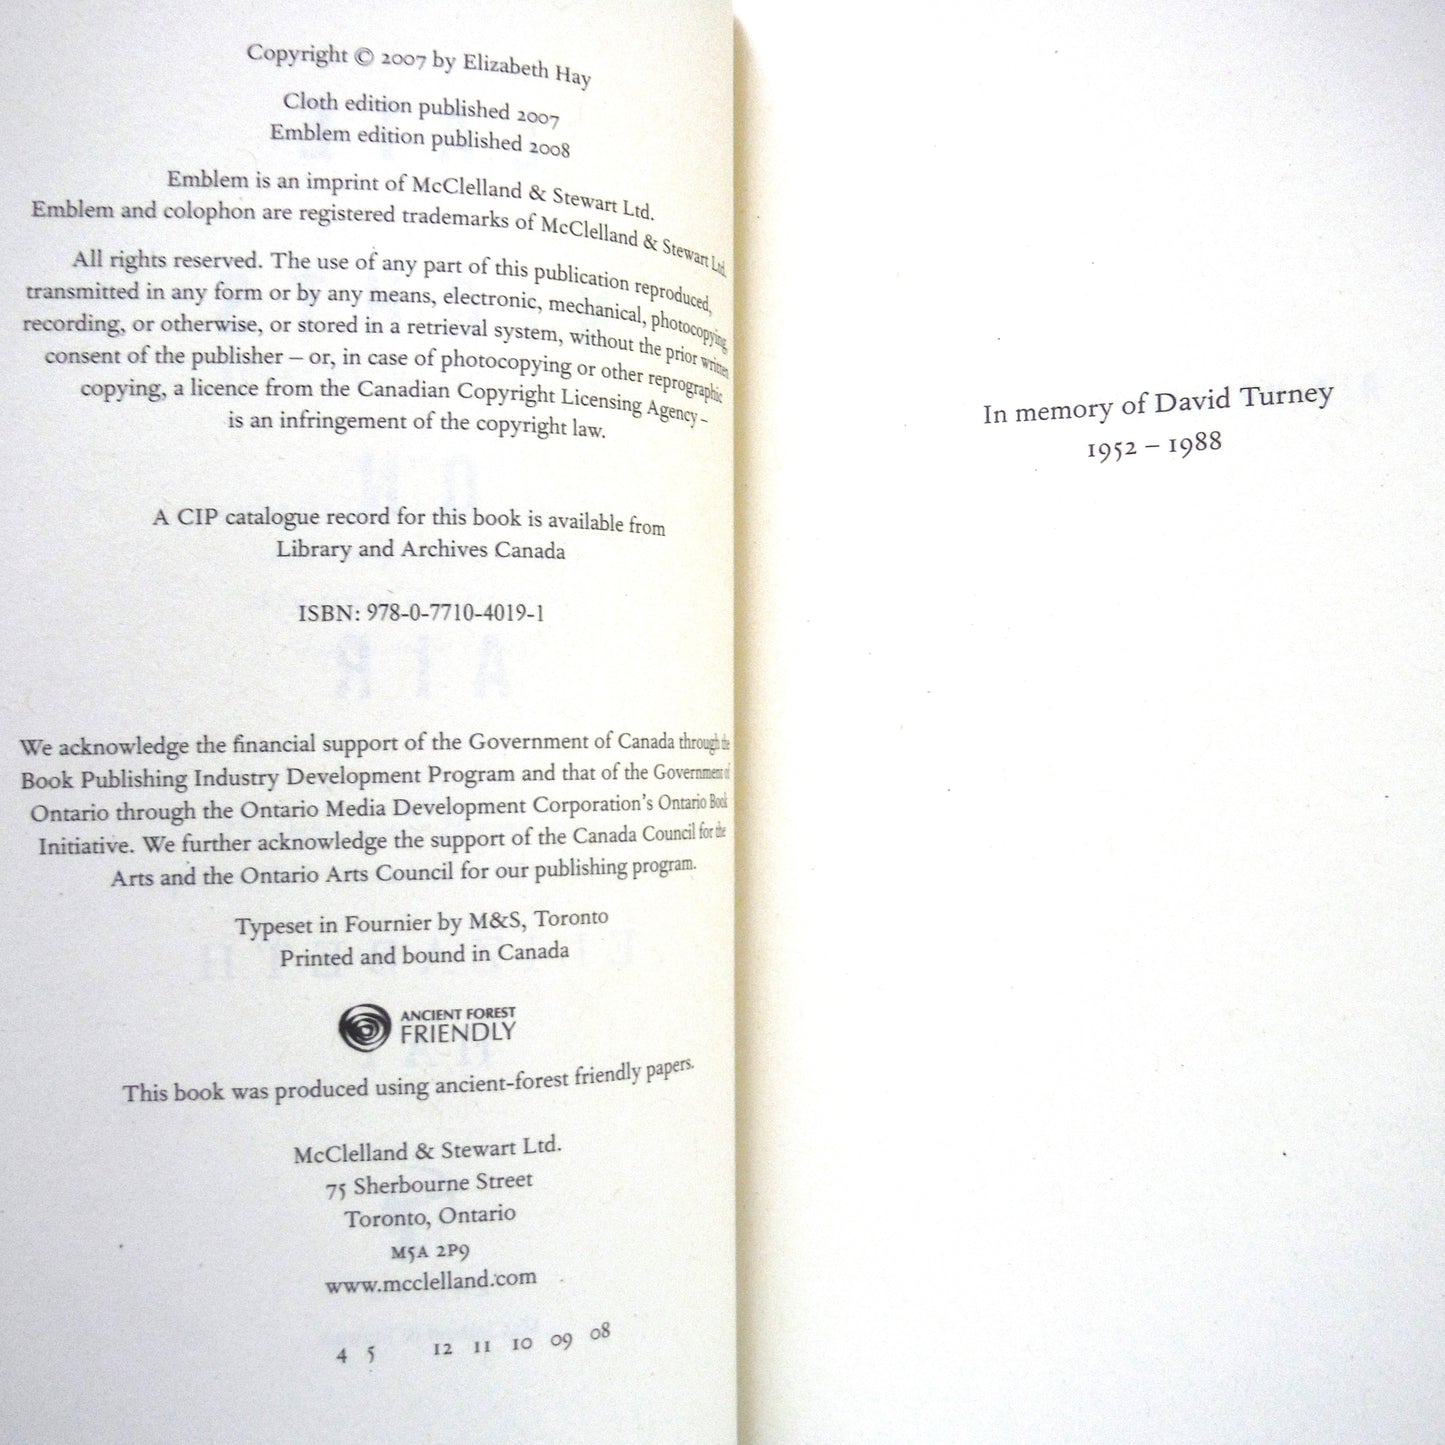 Copyright © 2007 by Elizabeth Hay
Cloth edition published 2007
Emblem edition published 2008
Emblem is an imprint of McClelland & Stewart Ltd.
Emblem and colophon are registered trademarks of McClelland & Stewart Ltd.
All rights reserved. The use of any part of this publication reproduced,
transmitted in any form or by any means, electronic, mechanical, photocopying,
recording, or otherwise, or stored in a retrieval system, without the prior written
consent of the publisher – or, in case of photocopying or other reprographic
copying, a licence from the Canadian Copyright Licensing Agency –
is an infringement of the copyright law.
A CIP catalogue record for this book is available from
Library and Archives Canada
ISBN: 978-0-7710-4019-1
We acknowledge the financial support of the Government of Canada through the
Book Publishing Industry Development Program and that of the Government of
Ontario through the Ontario Media Development Corporation's Ontario Book
Initiative. We further acknowledge the support of the Canada Council for the
Arts and the Ontario Arts Council for our publishing program.
Typeset in Fournier by M&S, Toronto
Printed and bound in Canada
ANCIENT FOREST
FRIENDLY
This book was produced using ancient-forest friendly papers.
McClelland & Stewart Ltd.
75 Sherbourne Street
Toronto, Ontario
M5A 2P9
www.mcclelland.com
4 5 12 11 10 09 08
In memory of David Turney
1952 – 1988